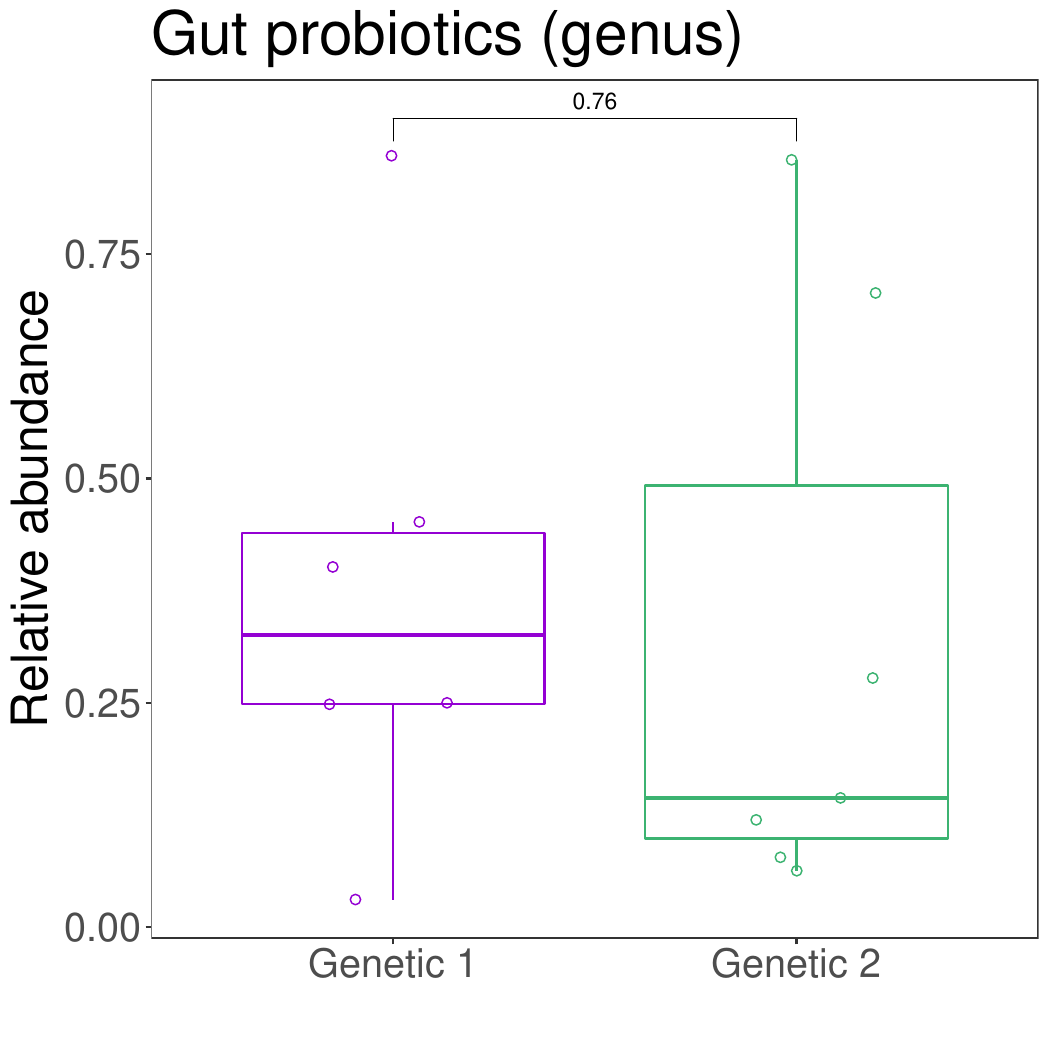 Gut probiotics (genus)
0.76
Relative abundance
0.75
0.50
0.25
0.00
Genetic 1
Genetic 2